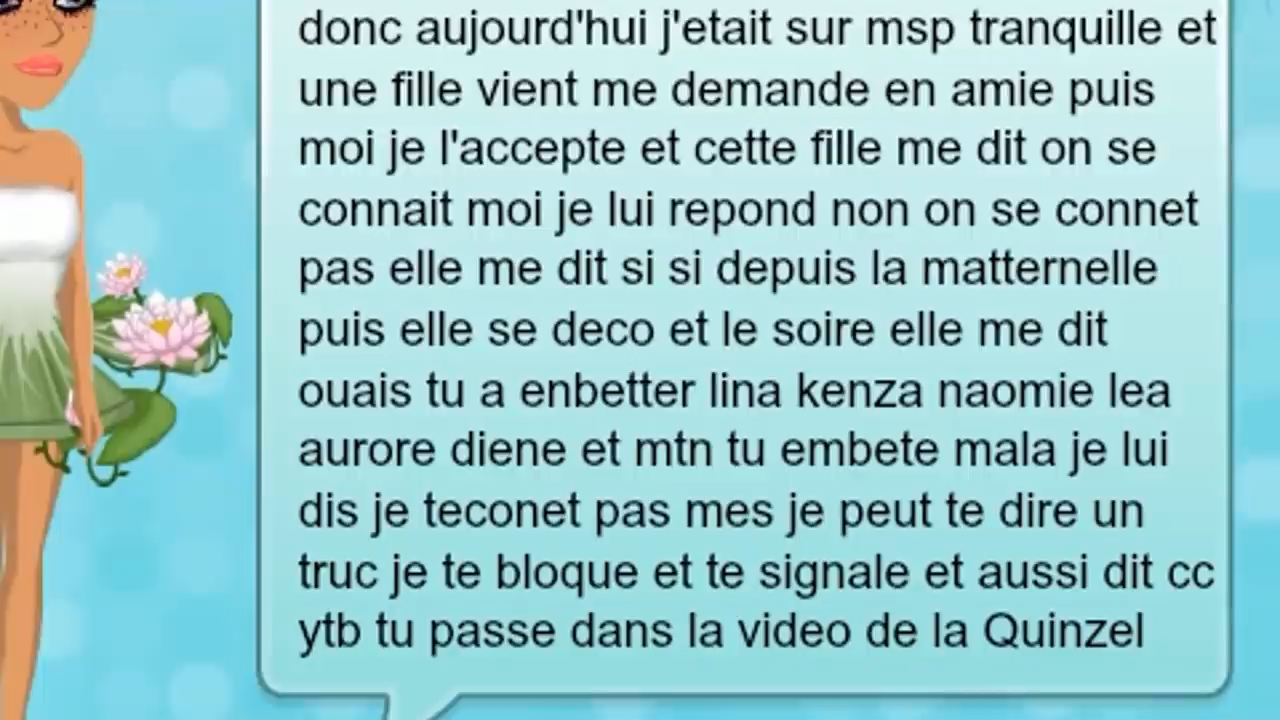 donc aujourd'hui j'etait sur msp tranquille et
une fille vient me demande en amie puis
moi je l'accepte et cette fille me dit on se
connait moi je lui repond non on se connet
pas elle me dit si si depuis la matternelle
puis elle se deco et le soire elle me dit
ouais tu a enbetter lina kenza naomie lea
aurore diene et mtn tu embete mala je lui
dis je teconet pas mes je peut te dire un
truc je te bloque et te signale et aussi dit cc
ytb tu passe dans la video de la Quinzel